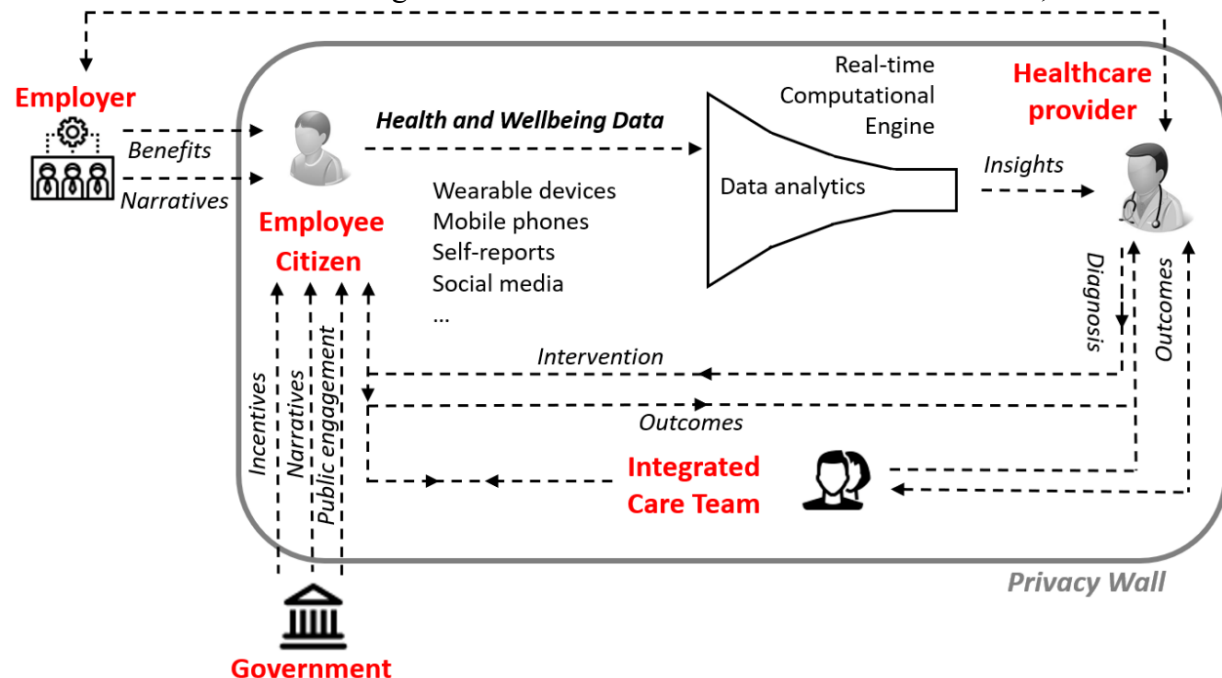 Employer
Benefits
Narratives
Employee
Citizen
Health and Wellbeing Data
Wearable devices
Mobile phones
Self-reports
Social media
...
Real-time
Computational
Engine
Data analytics
Insights
Healthcare
provider
Diagnosis
Outcomes
Intervention
Outcomes
Integrated
Care Team
Incentives
Narratives
Public engagement
Privacy Wall
Government